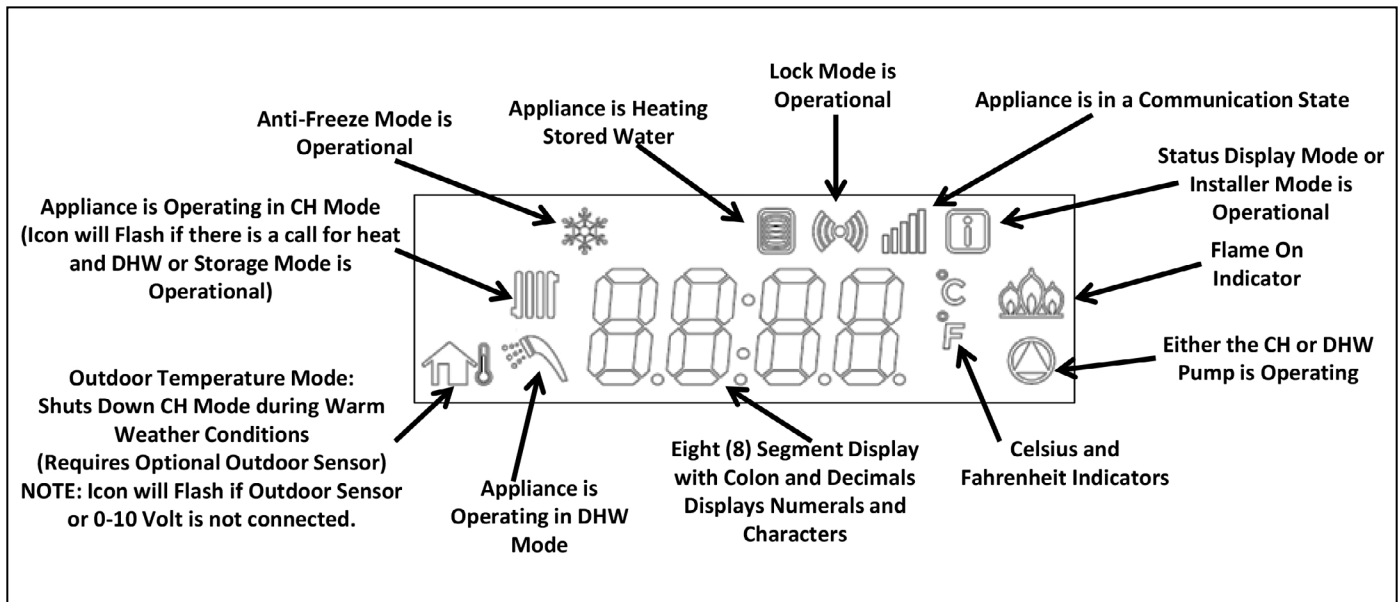 Lock Mode is
Operational
Appliance is in a Communication State
Appliance is Heating
Stored Water
Anti-Freeze Mode is
Operational
Status Display Mode or
Installer Mode is
Operational
Appliance is Operating in CH Mode
(Icon will Flash if there is a call for heat
and DHW or Storage Mode is
Operational)
Flame On
Indicator
88:88
°C
°F
Either the CH or DHW
Pump is Operating
Outdoor Temperature Mode:
Shuts Down CH Mode during Warm
Weather Conditions
(Requires Optional Outdoor Sensor)
NOTE: Icon will Flash if Outdoor Sensor
or 0-10 Volt is not connected.
Appliance is
Operating in DHW
Mode
Eight (8) Segment Display
with Colon and Decimals
Displays Numerals and
Characters
Celsius and
Fahrenheit Indicators